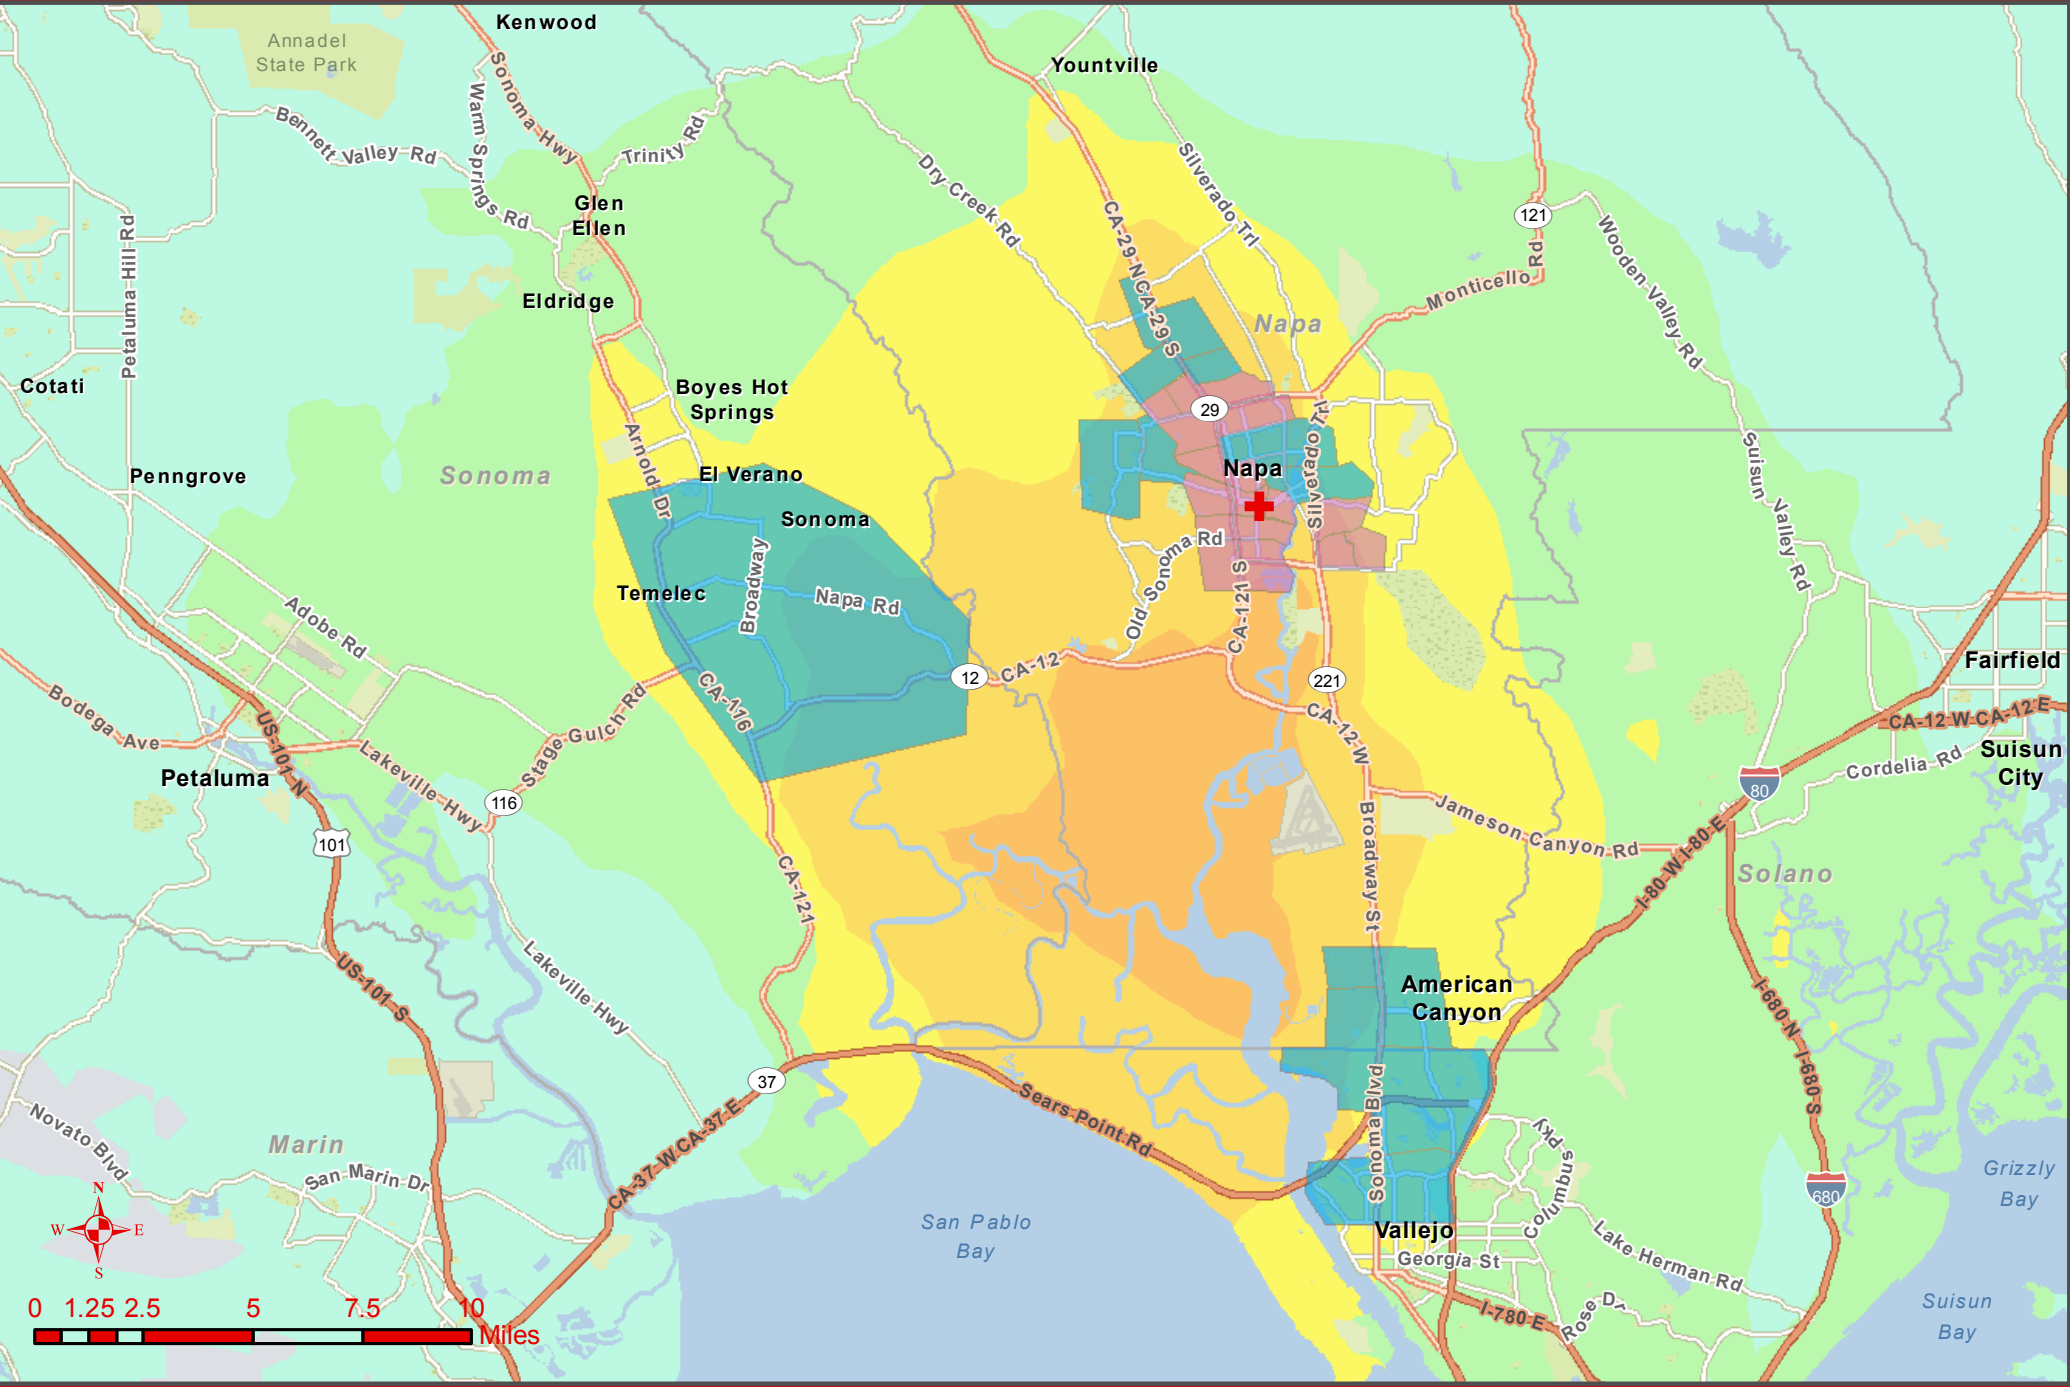 Kenwood
Annadel
State Park
Yountville
Sonoma Hwy
Warm Springs Rd
Bennett Valley Rd
Trinity Rd
Dry Creek Rd
Silverado Trl
CA-29 N
CA-29 S
Glen
Ellen
121
Wooden Valley Rd
Petaluma Hill Rd
Monticello Rd
Eldridge
Napa
Cotati
Boyes Hot
Springs
29
Silverado Trl
Arnold Dr
Suisun Valley Rd
Penngrove
Sonoma
El Verano
Napa
Sonoma
Broadway
Old Sonoma Rd
Temelec
Napa Rd
CA-121 S
Adobe Rd
CA-12
12
221
Fairfield
Bodega Ave
US-101 N
Stage Gulch Rd
CA-116
CA-12 W
CA-12 W
CA-12 E
Petaluma
Lakeville Hwy
116
Suisun
City
Cordelia Rd
80
Jameson Canyon Rd
101
Broadway St
I-80 W
I-80 E
Solano
CA-121
US-101 S
Lakeville Hwy
American
Canyon
I-680 N
I-680 S
37
Sears Point Rd
Sonoma Blvd
CA-37 W
CA-37 E
Novato Blvd
Marin
San Marin Dr
Columbus Pky
Grizzly
Bay
680
San Pablo
Bay
Vallejo
Georgia St
Lake Herman Rd
N
W
E
S
I-780 E
Rose Dr
Suisun
Bay
0 1.25 2.5 5 7.5 10
Miles